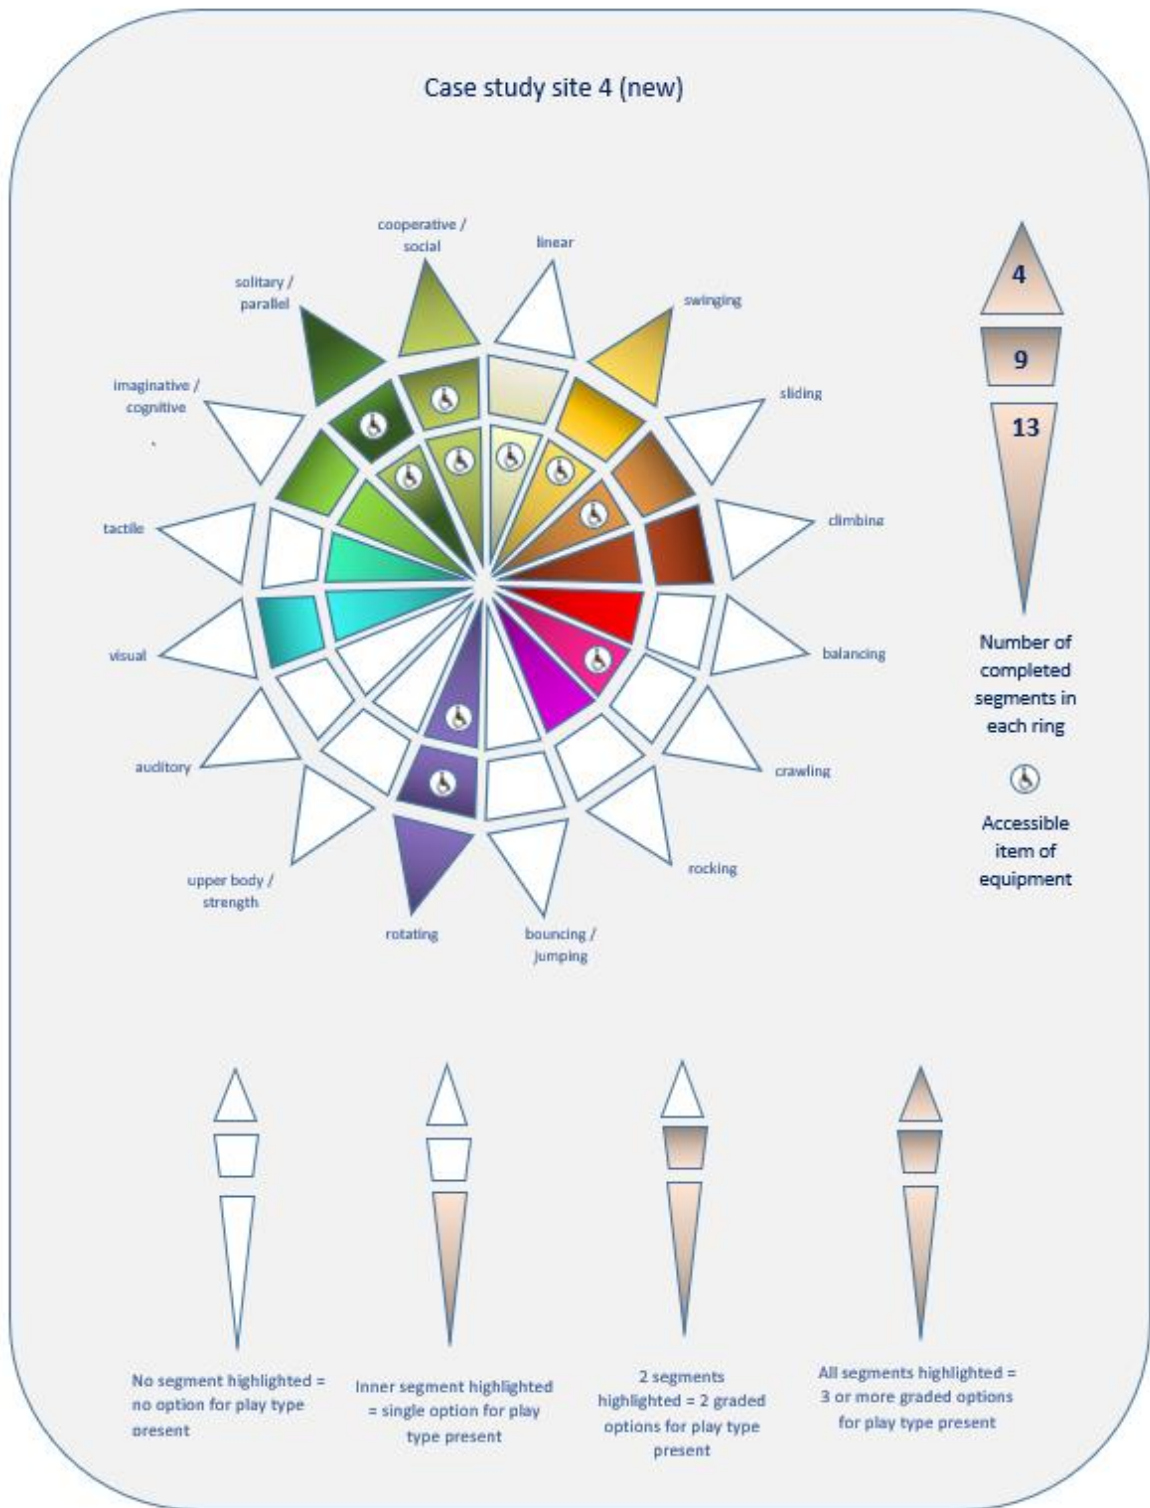 Case study site 4 (new)
cooperative /
social
linear
solitary /
parallel
swinging
imaginative /
cognitive
sliding
tactile
climbing
visual
balancing
auditory
crawling
upper body /
strength
rocking
rotating
bouncing /
jumping
4
9
13
Number of
completed
segments in
each ring
Accessible
item of
equipment
No segment highlighted =
no option for play type
present
Inner segment highlighted
= single option for play
type present
2 segments
highlighted = 2 graded
options for play type
present
All segments highlighted =
3 or more graded options
for play type present